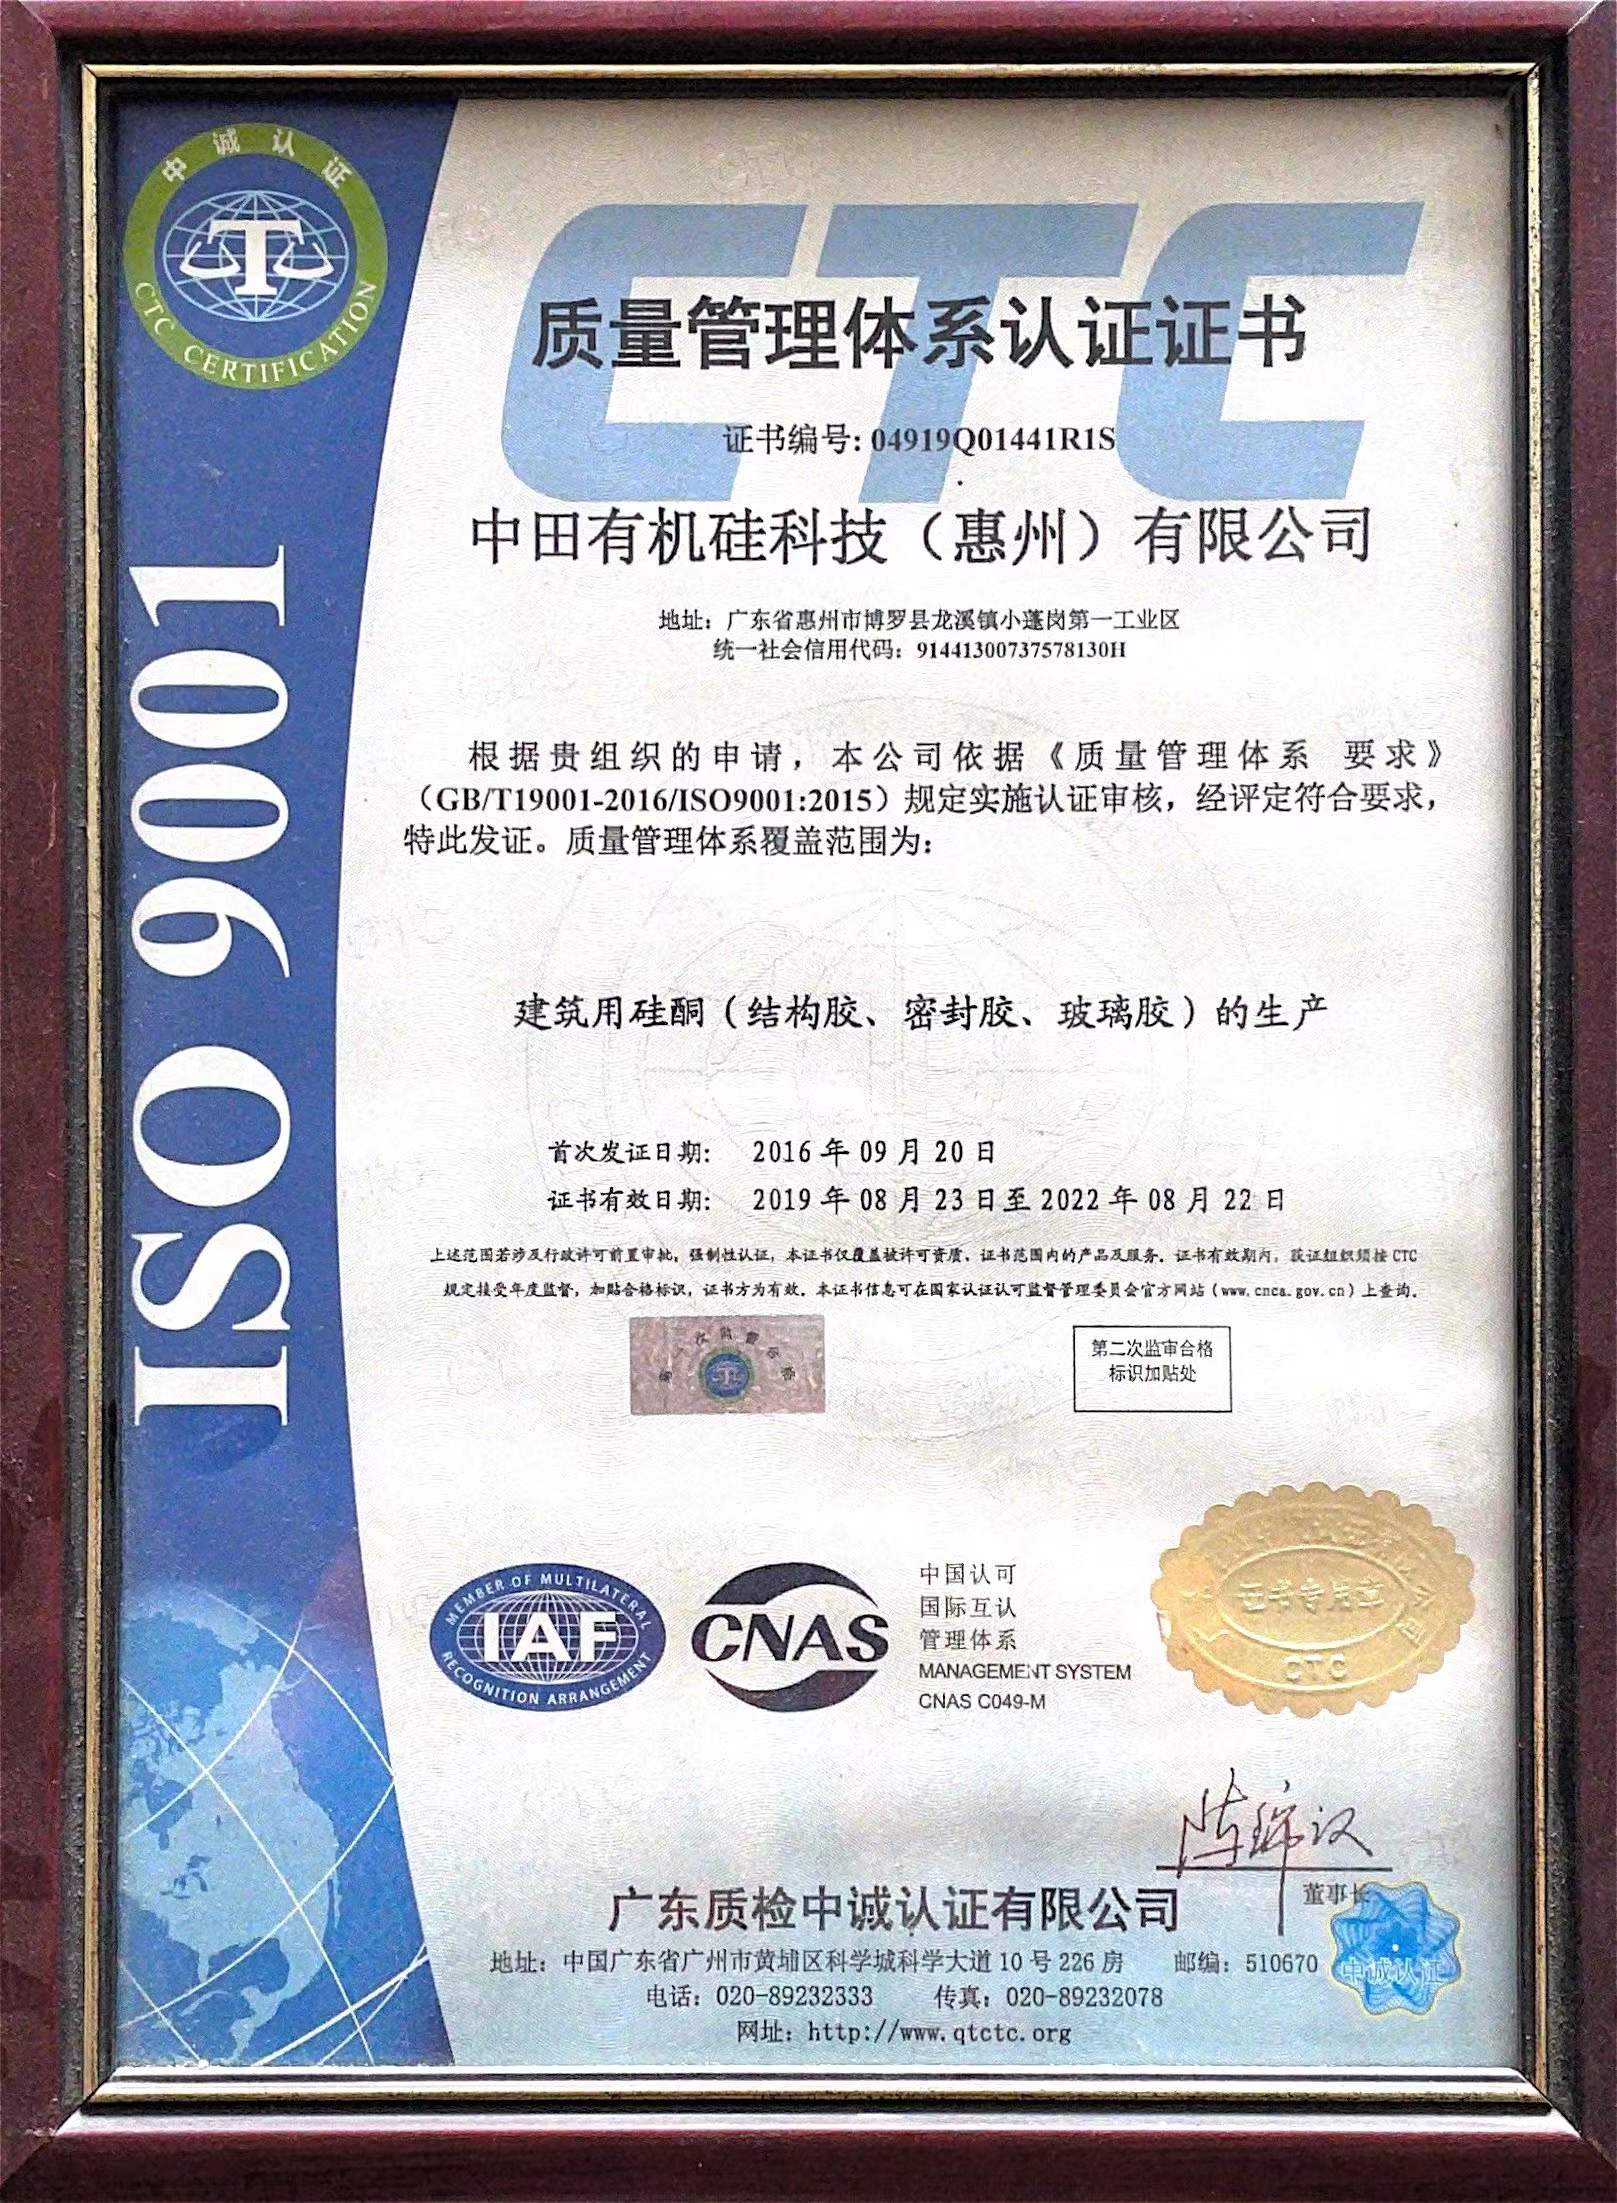 中诚认证
CTC CERTIFICATION
ISO 9001
CTC
质量管理体系认证证书
证书编号: 04919Q01441R1S
中田有机硅科技（惠州）有限公司
地址：广东省惠州市博罗县龙溪镇小蓬岗第一工业区
统一社会信用代码：91441300737578130H
根据贵组织的申请，本公司依据《质量管理体系 要求》
（GB/T19001-2016/ISO9001:2015）规定实施认证审核，经评定符合要求，
特此发证。质量管理体系覆盖范围为：
建筑用硅酮（结构胶、密封胶、玻璃胶）的生产
首次发证日期： 2016 年 09 月 20 日
证书有效日期： 2019 年 08 月 23 日至 2022 年 08 月 22 日
上述范围若涉及行政许可前置审批，强制性认证，本证书仅覆盖被许可资质、证书范围内的产品及服务。证书有效期内，获证组织须按 CTC
规定接受年度监督，加贴合格标识，证书方为有效。本证书信息可在国家认证认可监督管理委员会官方网站（www.cnca.gov.cn）上查询。
第二次监审合格
标识加贴处
MEMBER OF MULTILATERAL
IAF
RECOGNITION ARRANGEMENT
CNAS
中国认可
国际互认
管理体系
MANAGEMENT SYSTEM
CNAS C049-M
证书专用章
CTC
董事长
广东质检中诚认证有限公司
地址：中国广东省广州市黄埔区科学城科学大道 10 号 226 房 邮编：510670
中诚认证
电话：020-89232333 传真：020-89232078
网址：http://www.qtctc.org